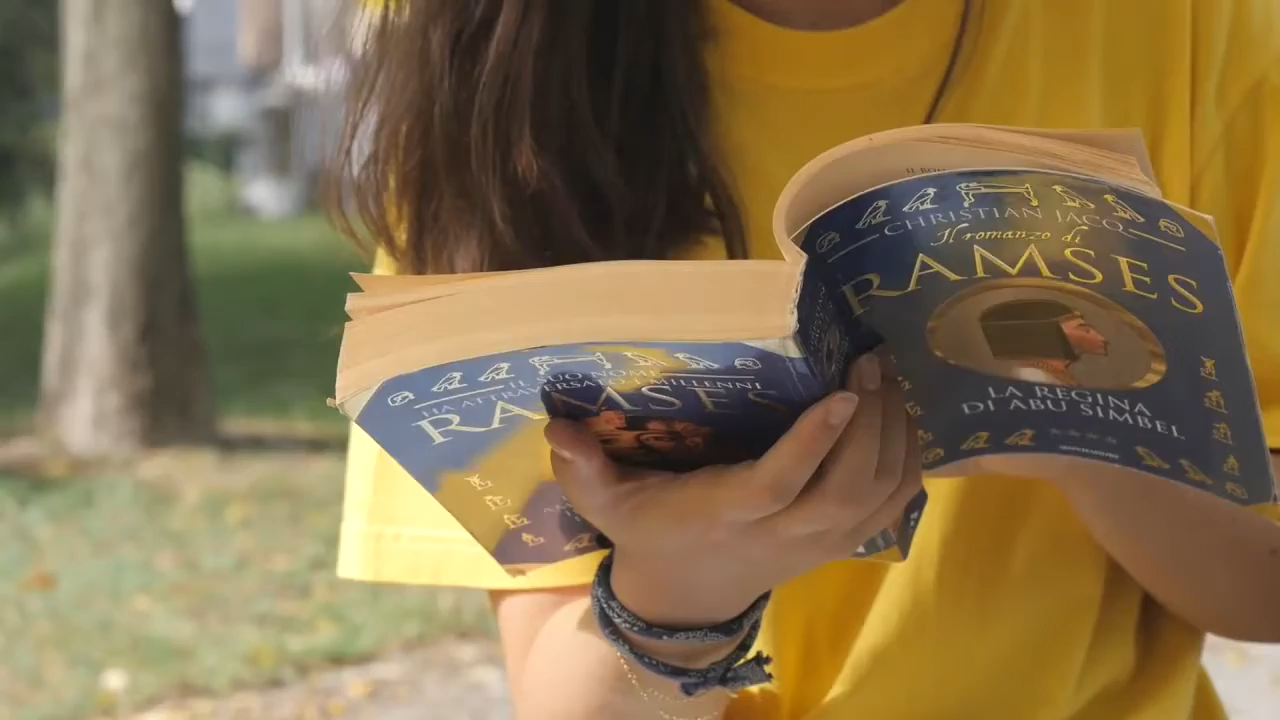 IL SUO NOME
HA ATTRAVERSATO I MILLENNI
RAMSES
CHRISTIAN JACQ
Il romanzo di
RAMSES
LA REGINA
DI ABU SIMBEL